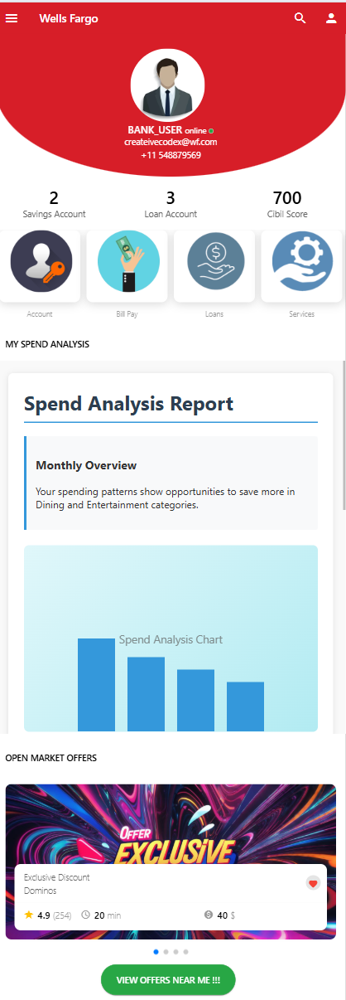 Wells Fargo
BANK_USER online
createivecodex@wf.com
+11 548879569
2 3 700
Savings Account Loan Account Cibil Score
Account Bill Pay Loans Services
MY SPEND ANALYSIS
Spend Analysis Report
Monthly Overview
Your spending patterns show opportunities to save more in
Dining and Entertainment categories.
Spend Analysis Chart
OPEN MARKET OFFERS
OFFER
EXCLUSIVE
Exclusive Discount
Dominos
4.9 (254) 20 min 40 $
VIEW OFFERS NEAR ME !!!